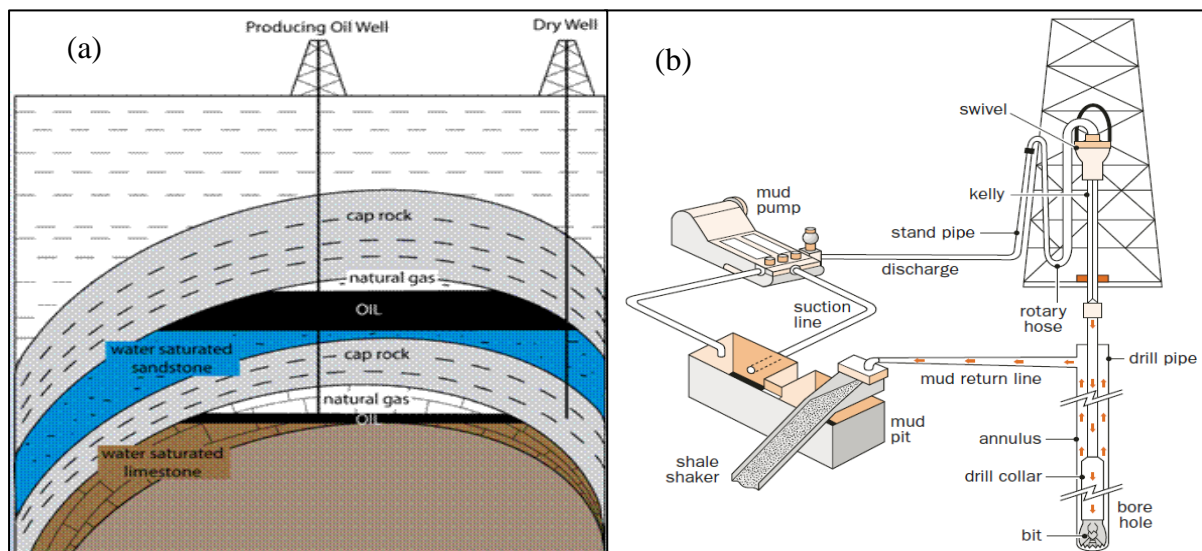 (a)
Producing Oil Well
Dry Well
cap rock
natural gas
OIL
water saturated
sandstone
cap rock
natural gas
OIL
water saturated
limestone
(b)
swivel
kelly
mud
pump
stand pipe
discharge
suction
line
rotary
hose
drill pipe
mud return line
mud
pit
annulus
shale
shaker
drill collar
bore
hole
bit